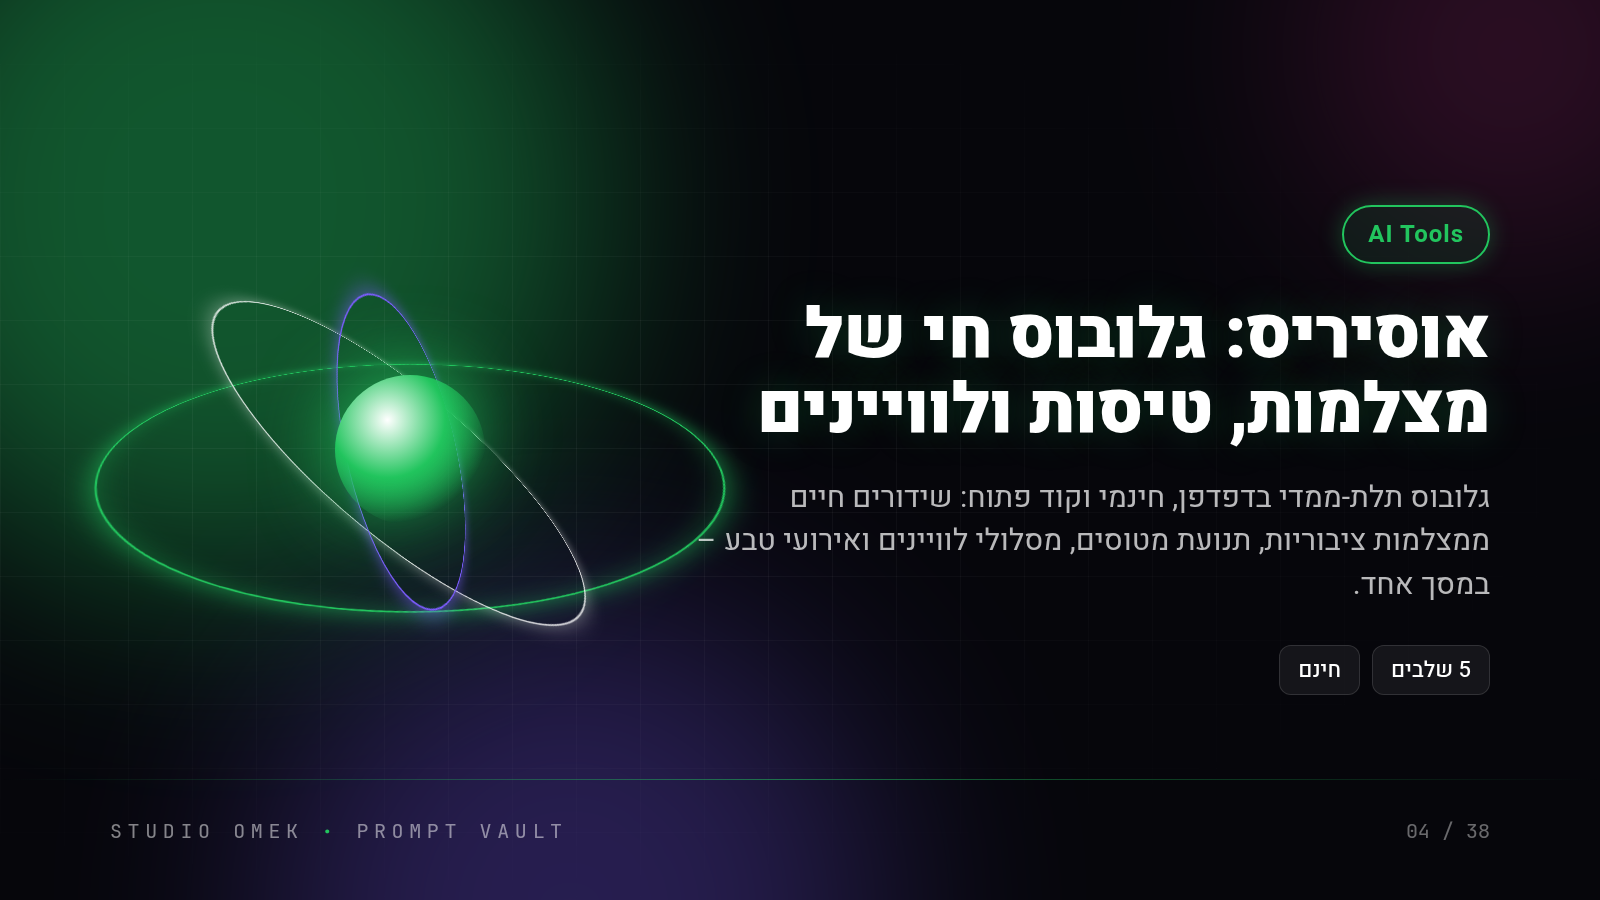 AI Tools
אוסיריס: גלובוס חי של
מצלמות, טיסות ולוויינים
גלובוס תלת-ממדי בדפדפן, חינמי וקוד פתוח: שידורים חיים
ממצלמות ציבוריות, תנועת מטוסים, מסלולי לוויינים ואירועי טבע –
במסך אחד.
5 שלבים
חינם
STUDIO OMEK · PROMPT VAULT
04 / 38